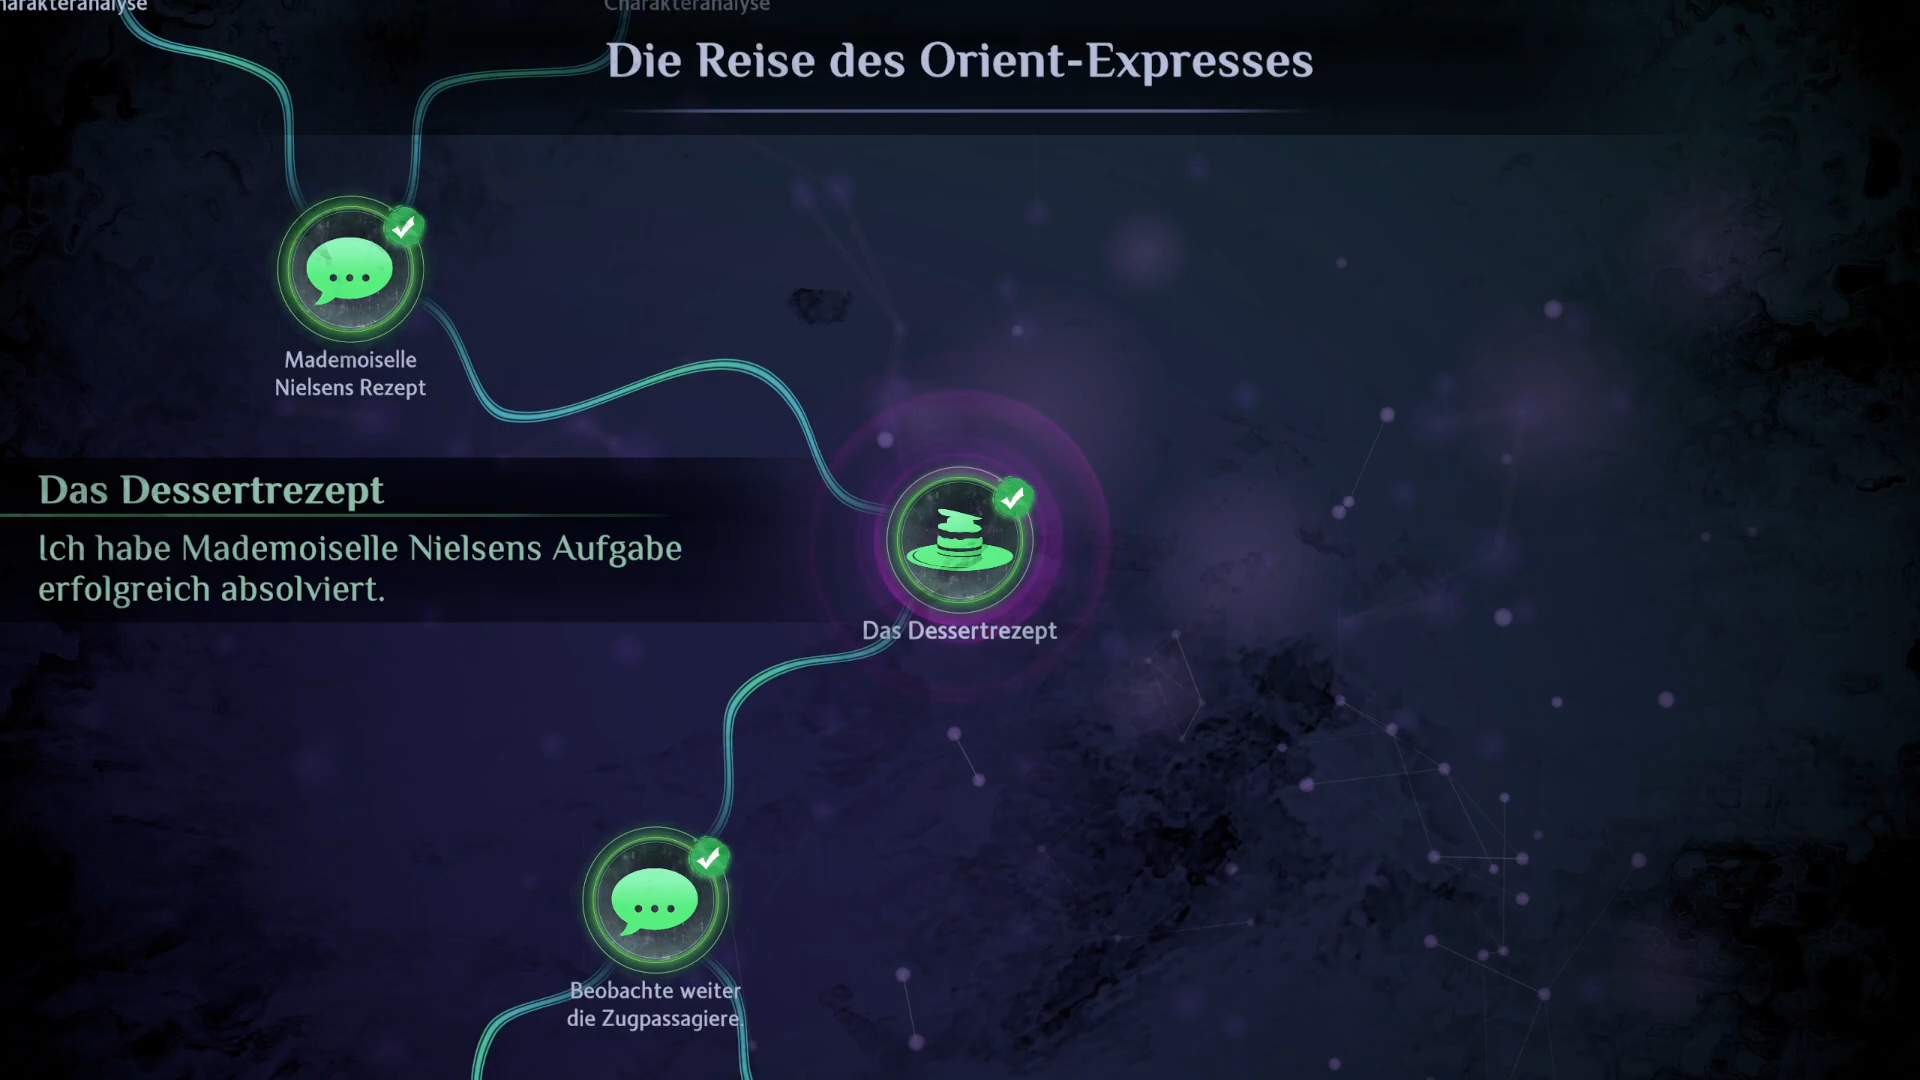 Charakteranalyse
Die Reise des Orient-Expresses
Mademoiselle
Nielsens Rezept
Das Dessertrezept
Ich habe Mademoiselle Nielsens Aufgabe
erfolgreich absolviert.
Das Dessertrezept
Beobachte weiter
die Zugpassagiere.